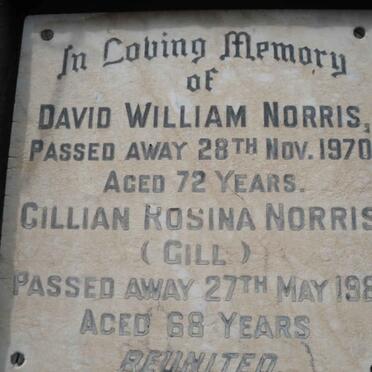 In Loving Memory
of
DAVID WILLIAM NORRIS,
PASSED AWAY 28TH NOV. 1970
AGED 72 YEARS.
GILLIAN ROSINA NORRIS
( GILL )
PASSED AWAY 27TH MAY 198
AGED 68 YEARS
REUNITED.